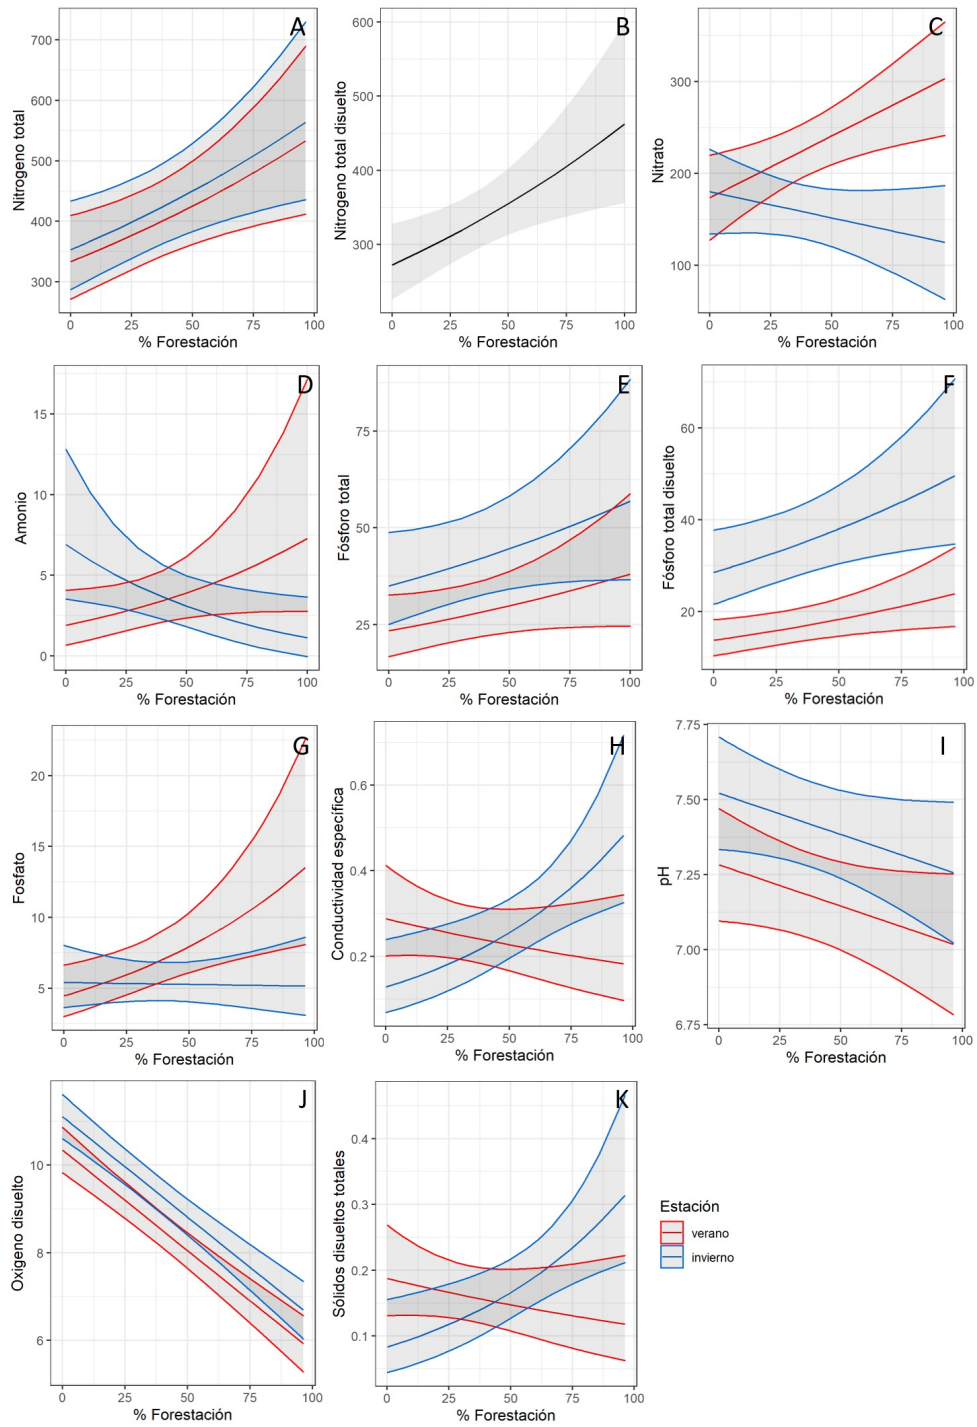 A
Nitrogeno total
700
600
500
400
300
0 25 50 75 100
% Forestación
B
Nitrogeno total disuelto
600
500
400
300
0 25 50 75 100
% Forestación
C
Nitrato
300
200
100
0 25 50 75 100
% Forestación
D
Amonio
15
10
5
0
0 25 50 75 100
% Forestación
E
Fósforo total
75
50
25
0 25 50 75 100
% Forestación
F
Fósforo total disuelto
60
40
20
0 25 50 75 100
% Forestación
G
Fosfato
20
15
10
5
0 25 50 75 100
% Forestación
H
Conductividad específica
0.6
0.4
0.2
0 25 50 75 100
% Forestación
I
pH
7.75
7.50
7.25
7.00
6.75
0 25 50 75 100
% Forestación
J
Oxigeno disuelto
10
8
6
0 25 50 75 100
% Forestación
K
Sólidos disueltos totales
0.4
0.3
0.2
0.1
0 25 50 75 100
% Forestación
Estación
verano
invierno